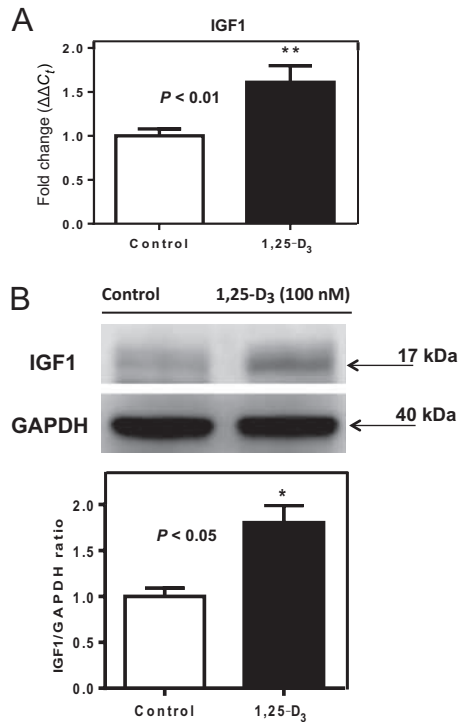 A
IGF1
Fold change (ΔΔCt)
2.0
1.5
1.0
0.5
0.0
P < 0.01
**
Control
1,25-D3
B
Control
1,25-D3 (100 nM)
IGF1
17 kDa
GAPDH
40 kDa
IGF1/GAPDH ratio
2.0
1.5
1.0
0.5
0.0
P < 0.05
*
Control
1,25-D3